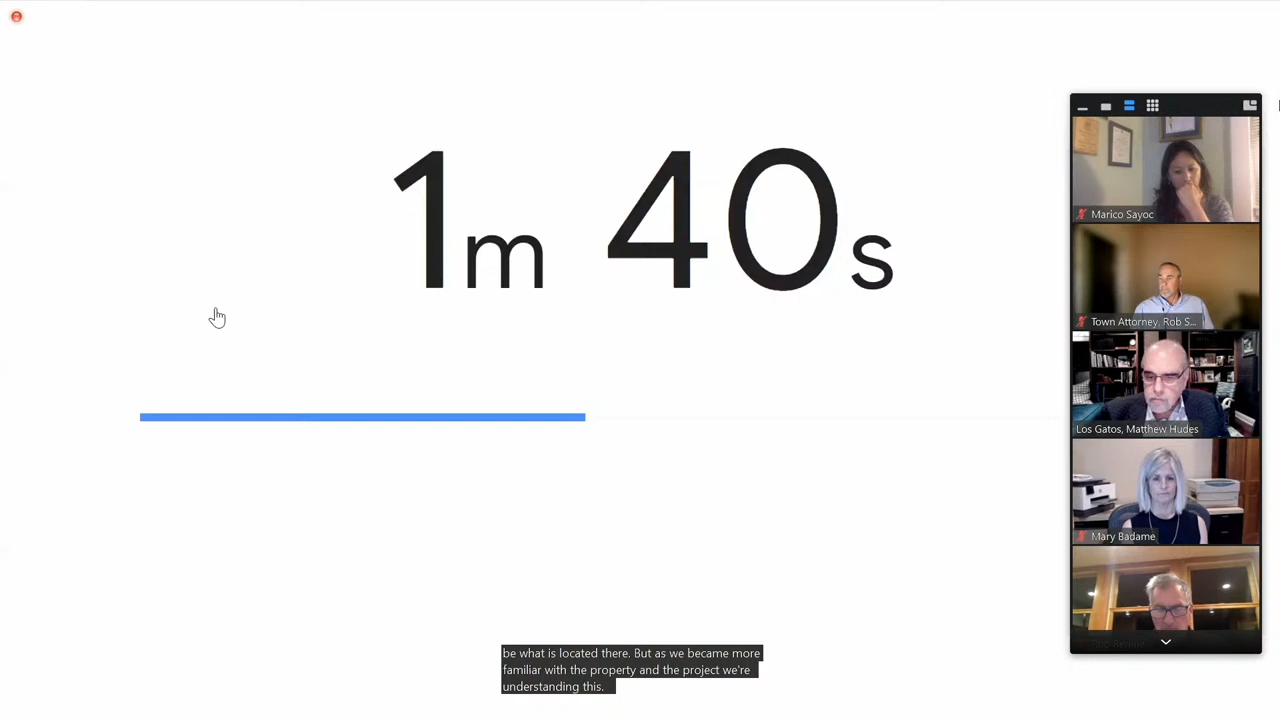 1m 40s
Marico Sayoc
Town Attorney, Rob S...
Los Gatos, Matthew Hudes
Mary Badame
be what is located there. But as we became more
familiar with the property and the project we're
understanding this.